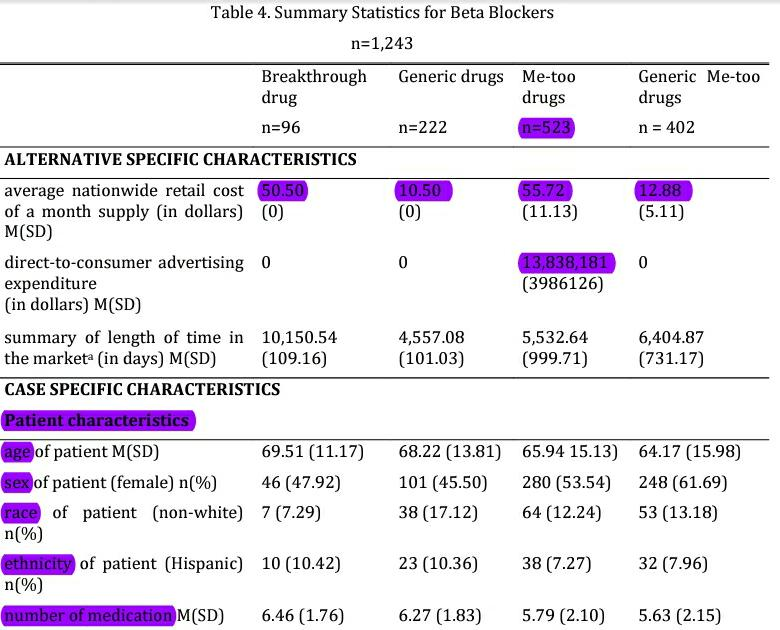 Table 4. Summary Statistics for Beta Blockers
n=1,243
Breakthrough drug Generic drugs Me-too drugs Generic Me-too drugs
n=96 n=222 n=523 n = 402
ALTERNATIVE SPECIFIC CHARACTERISTICS
average nationwide retail cost 50.50 10.50 55.72 12.88
of a month supply (in dollars) (0) (0) (11.13) (5.11)
M(SD)
direct-to-consumer advertising 0 0 13,838,181 0
expenditure (3986126)
(in dollars) M(SD)
summary of length of time in 10,150.54 4,557.08 5,532.64 6,404.87
the marketᵃ (in days) M(SD) (109.16) (101.03) (999.71) (731.17)
CASE SPECIFIC CHARACTERISTICS
Patient characteristics
age of patient M(SD) 69.51 (11.17) 68.22 (13.81) 65.94 15.13) 64.17 (15.98)
sex of patient (female) n(%) 46 (47.92) 101 (45.50) 280 (53.54) 248 (61.69)
race of patient (non-white) 7 (7.29) 38 (17.12) 64 (12.24) 53 (13.18)
n(%)
ethnicity of patient (Hispanic) 10 (10.42) 23 (10.36) 38 (7.27) 32 (7.96)
n(%)
number of medication M(SD) 6.46 (1.76) 6.27 (1.83) 5.79 (2.10) 5.63 (2.15)